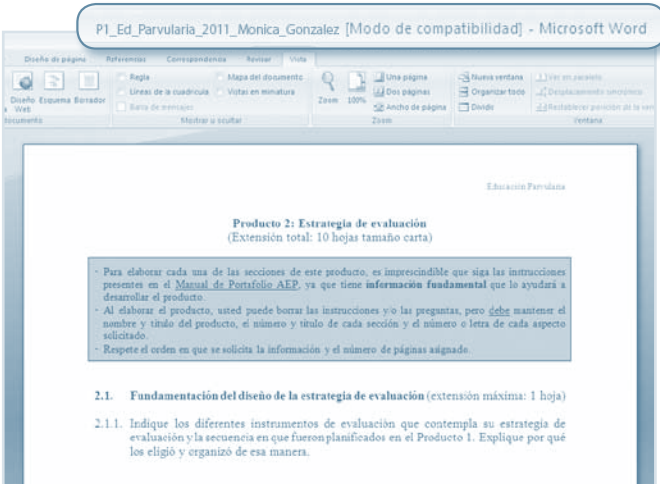 P1_Ed_Parvularia_2011_Monica_Gonzalez [Modo de compatibilidad] - Microsoft Word
Diseño de página Referencias Correspondencia Revisar Vista
Regla Mapa del documento Una página Nueva ventana Ver en paralelo
Diseño Web Esquema Borrador Líneas de la cuadrícula Vistas en miniatura Zoom 100% Dos páginas Organizar todo Desplazamiento sincrónico
Barra de mensajes Ancho de página Dividir Restablecer posición de la ven
documento Mostrar u ocultar Zoom Ventana
Educación Parvularia
Producto 2: Estrategia de evaluación
(Extensión total: 10 hojas tamaño carta)
- Para elaborar cada una de las secciones de este producto, es imprescindible que siga las instrucciones
presentes en el Manual de Portafolio AEP, ya que tiene información fundamental que lo ayudará a
desarrollar el producto.
- Al elaborar el producto, usted puede borrar las instrucciones y/o las preguntas, pero debe mantener el
nombre y título del producto, el número y título de cada sección y el número o letra de cada aspecto
solicitado.
- Respete el orden en que se solicita la información y el número de páginas asignado.
2.1. Fundamentación del diseño de la estrategia de evaluación (extensión máxima: 1 hoja)
2.1.1. Indique los diferentes instrumentos de evaluación que contempla su estrategia de
evaluación y la secuencia en que fueron planificados en el Producto 1. Explique por qué
los eligió y organizó de esa manera.